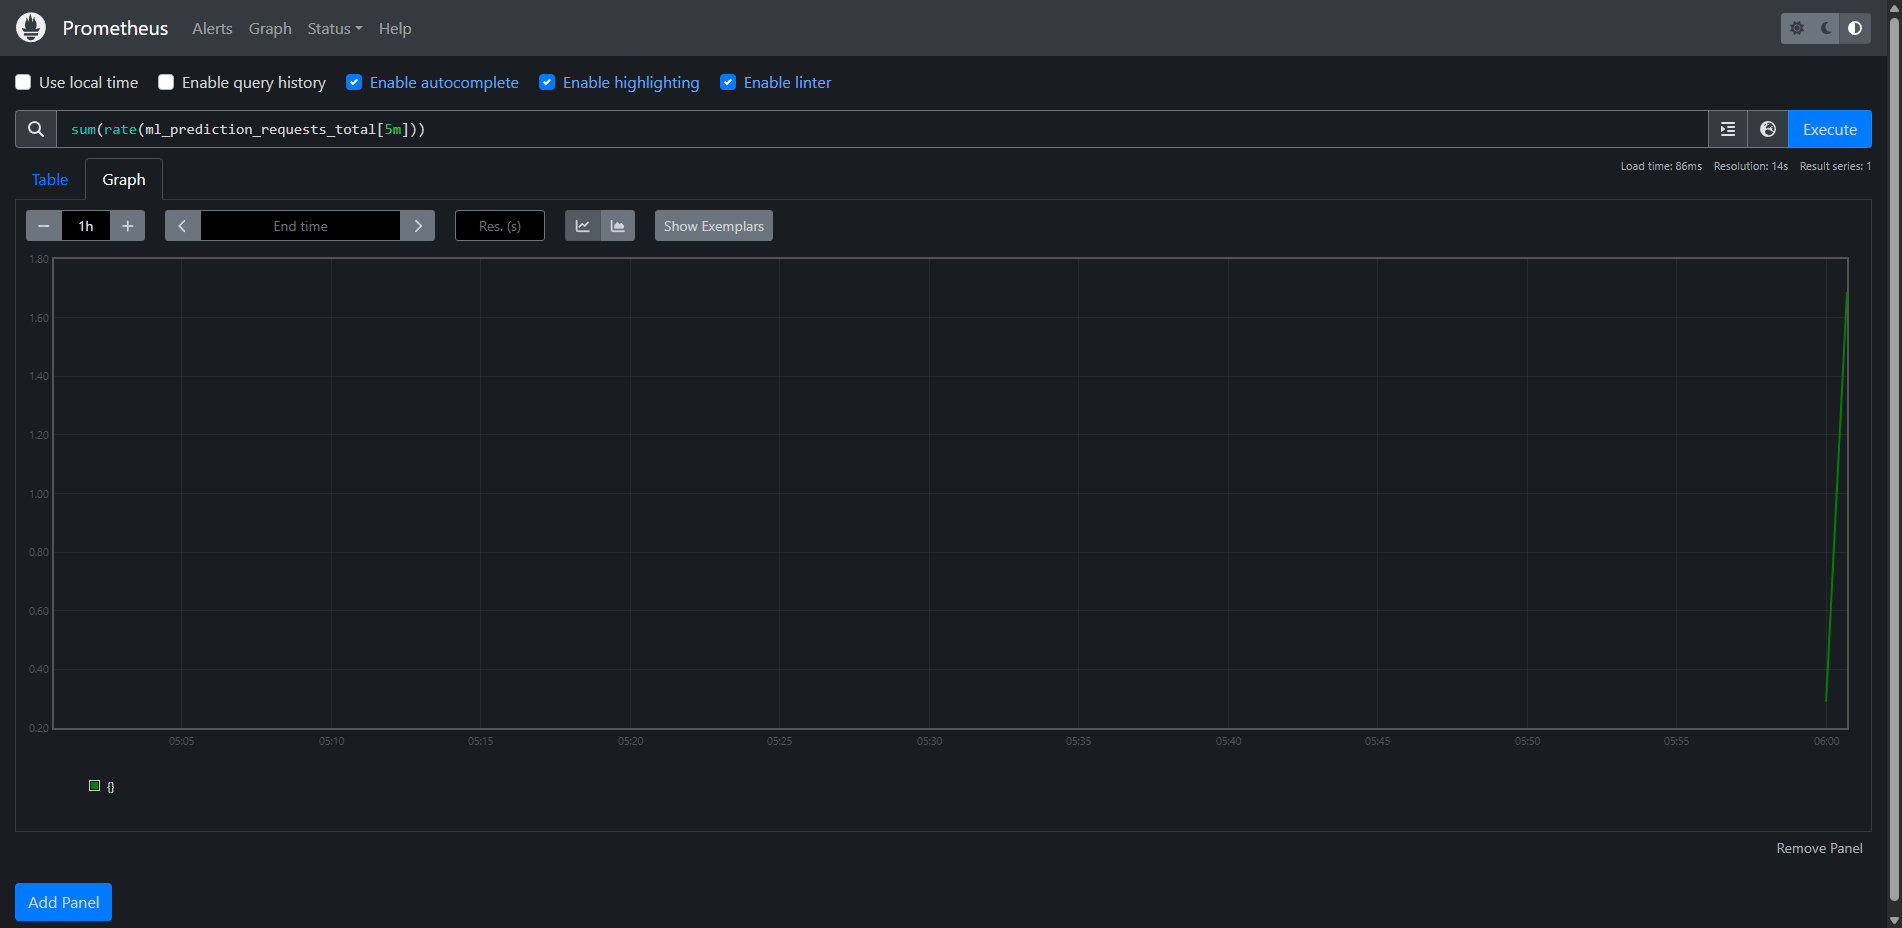 Prometheus Alerts Graph Status Help
Use local time Enable query history Enable autocomplete Enable highlighting Enable linter
sum(rate(ml_prediction_requests_total[5m])) Execute
Load time: 86ms Resolution: 14s Result series: 1
Table Graph
1h End time Res. (s) Show Exemplars
1.80
1.60
1.40
1.20
1.00
0.80
0.60
0.40
0.20
05:05 05:10 05:15 05:20 05:25 05:30 05:35 05:40 05:45 05:50 05:55 06:00
{}
Remove Panel
Add Panel